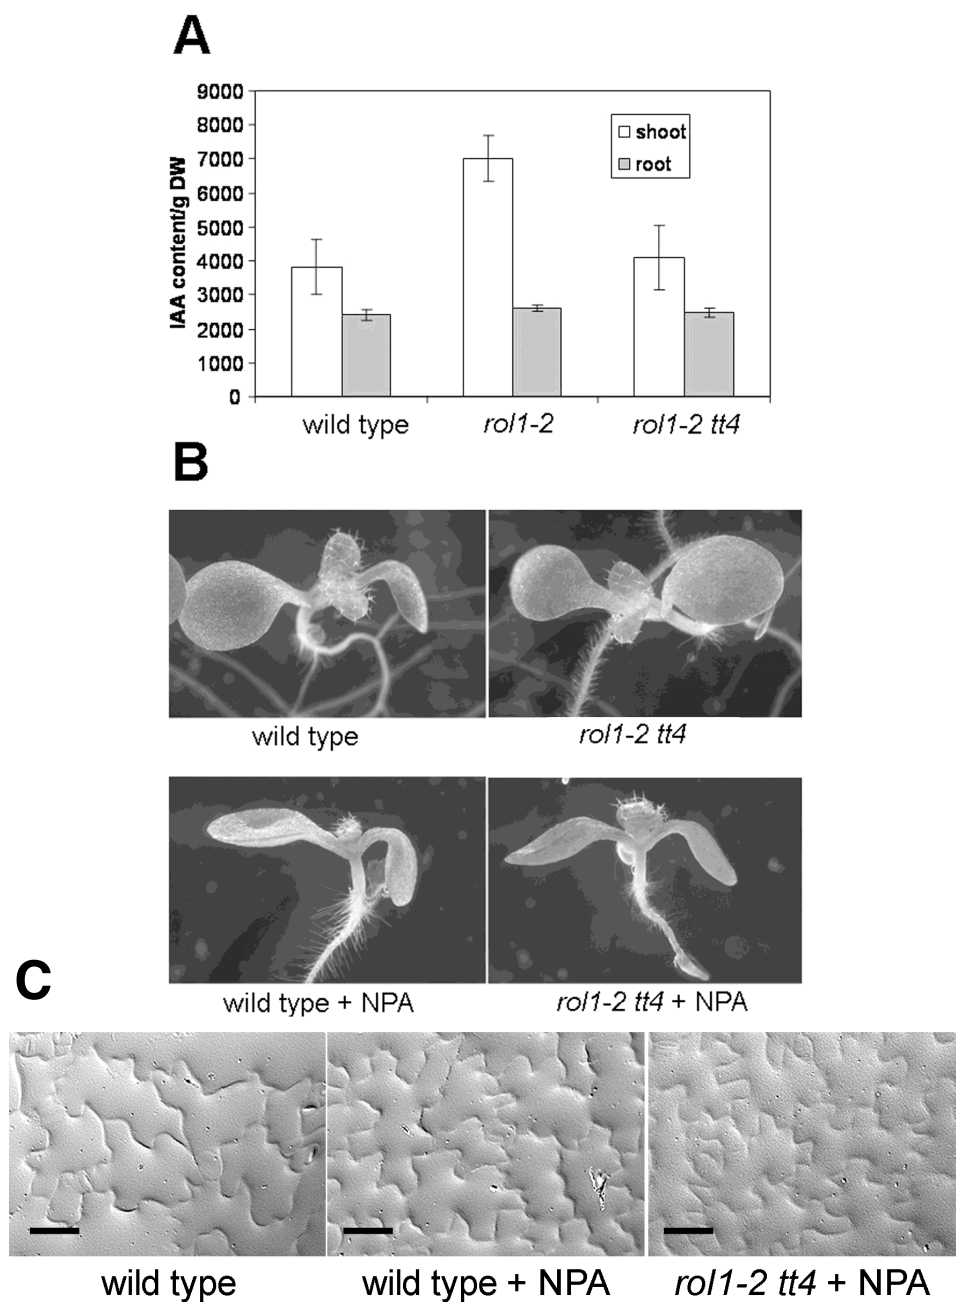 A
9000
8000
7000
6000
5000
4000
3000
2000
1000
0
IAA content/g DW
shoot
root
wild type
rol1-2
rol1-2 tt4
B
wild type
rol1-2 tt4
wild type + NPA
rol1-2 tt4 + NPA
C
wild type
wild type + NPA
rol1-2 tt4 + NPA